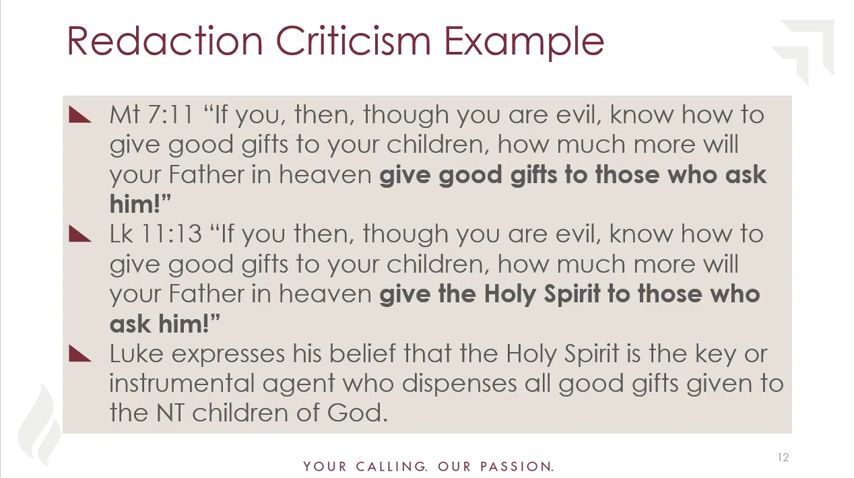 Redaction Criticism Example
Mt 7:11 “If you, then, though you are evil, know how to
give good gifts to your children, how much more will
your Father in heaven give good gifts to those who ask
him!”
Lk 11:13 “If you then, though you are evil, know how to
give good gifts to your children, how much more will
your Father in heaven give the Holy Spirit to those who
ask him!”
Luke expresses his belief that the Holy Spirit is the key or
instrumental agent who dispenses all good gifts given to
the NT children of God.
YOUR CALLING. OUR PASSION.
12